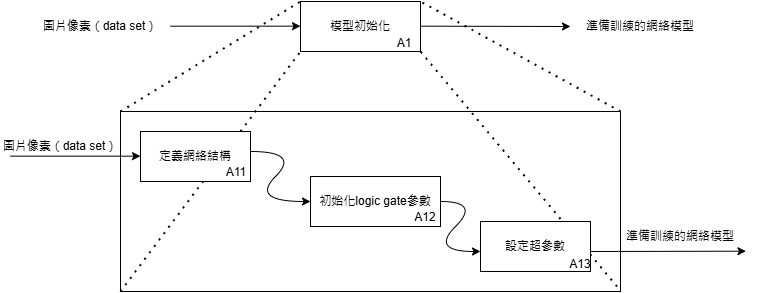 圖片像素（data set）
模型初始化
A1
準備訓練的網絡模型
圖片像素（data set）
定義網絡結構
A11
初始化logic gate參數
A12
設定超參數
A13
準備訓練的網絡模型